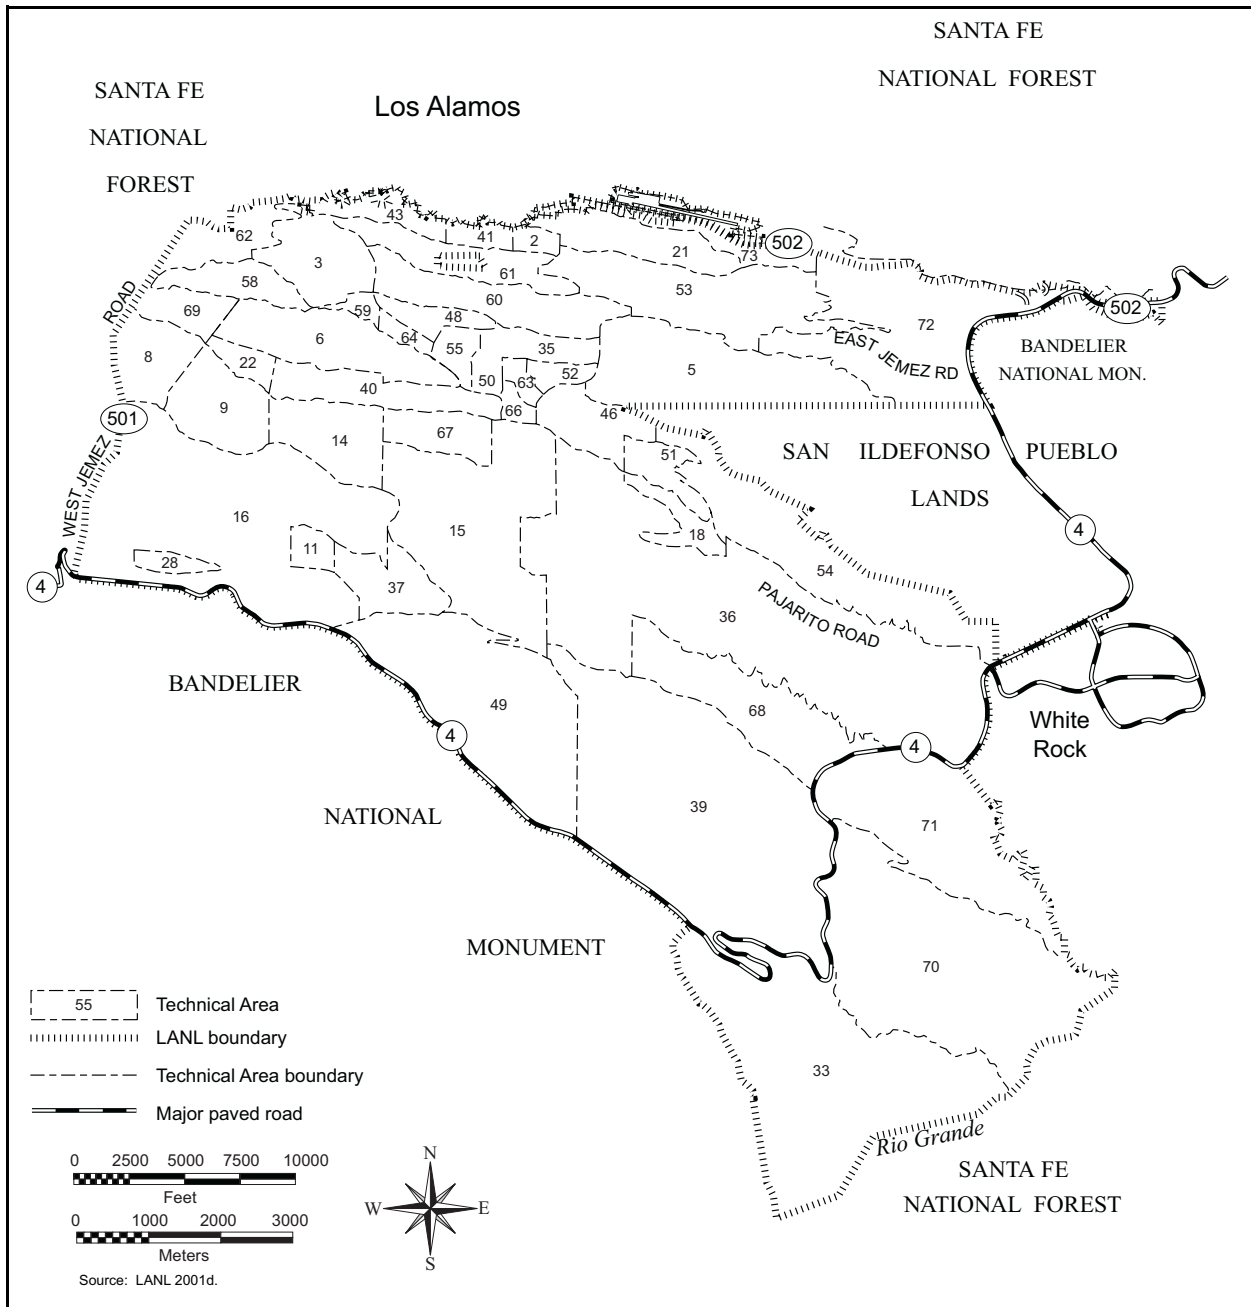 SANTA FE
NATIONAL FOREST
SANTA FE
NATIONAL
FOREST
Los Alamos
43
62
41
2
502
21
73
3
61
58
53
60
502
69
59
48
72
ROAD
6
64
EAST JEMEZ RD
55
35
BANDELIER
NATIONAL MON.
8
22
50
63
52
5
40
9
66
46
501
67
14
51
SAN ILDEFONSO PUEBLO
LANDS
WEST JEMEZ
16
15
18
4
11
28
54
4
37
36
PAJARITO ROAD
BANDELIER
49
68
White
Rock
4
4
39
NATIONAL
71
MONUMENT
70
33
55 Technical Area
LANL boundary
Technical Area boundary
Major paved road
Rio Grande
SANTA FE
NATIONAL FOREST
0 2500 5000 7500 10000
Feet
0 1000 2000 3000
Meters
N
W E
S
Source: LANL 2001d.